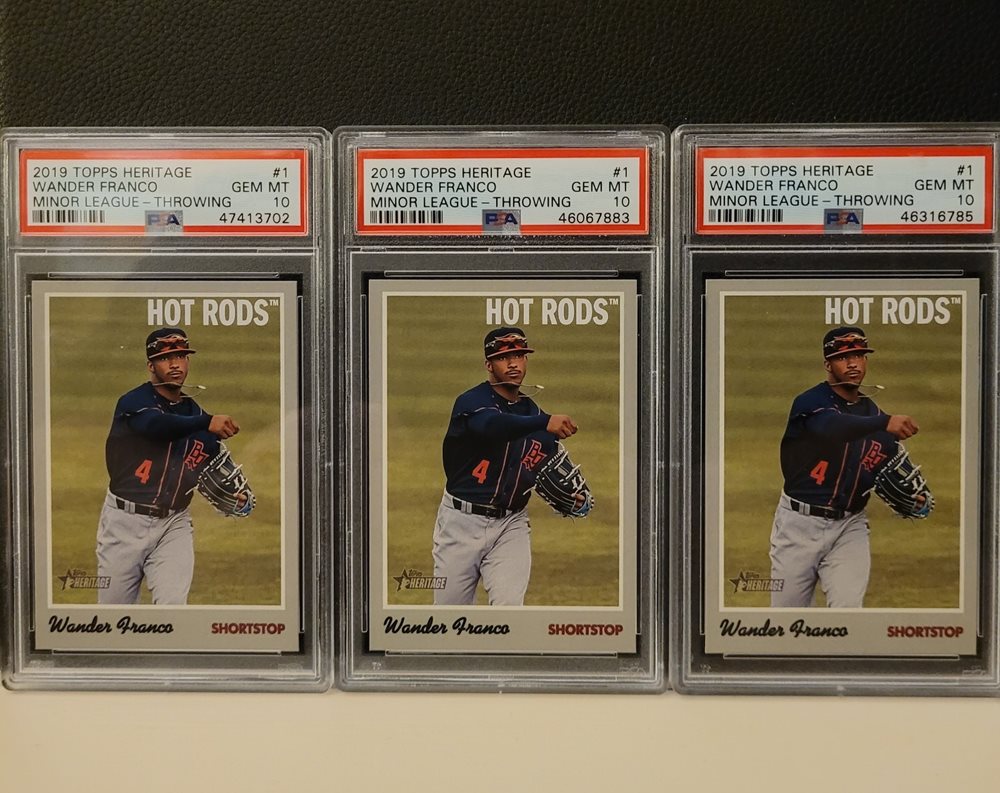 2019 TOPPS HERITAGE #1
WANDER FRANCO GEM MT
MINOR LEAGUE – THROWING 10
PSA 47413702
HOT RODS™
4
Topps
HERITAGE
Wander Franco SHORTSTOP
2019 TOPPS HERITAGE #1
WANDER FRANCO GEM MT
MINOR LEAGUE – THROWING 10
PSA 46067883
HOT RODS™
4
Topps
HERITAGE
Wander Franco SHORTSTOP
2019 TOPPS HERITAGE #1
WANDER FRANCO GEM MT
MINOR LEAGUE – THROWING 10
PSA 46316785
HOT RODS™
4
Topps
HERITAGE
Wander Franco SHORTSTOP